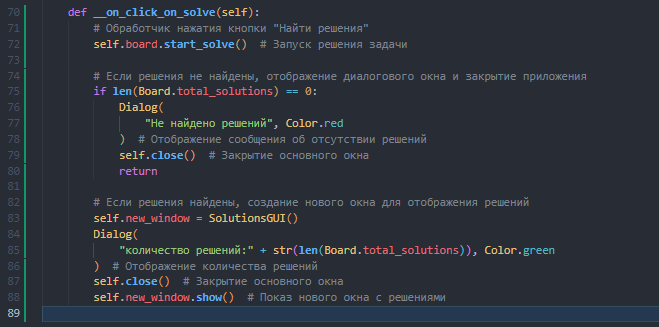 70 def __on_click_on_solve(self):
71 # Обработчик нажатия кнопки "Найти решения"
72 self.board.start_solve()  # Запуск решения задачи
73
74 # Если решения не найдены, отображение диалогового окна и закрытие приложения
75 if len(Board.total_solutions) == 0:
76 Dialog(
77 "Не найдено решений", Color.red
78 )  # Отображение сообщения об отсутствии решений
79 self.close()  # Закрытие основного окна
80 return
81
82 # Если решения найдены, создание нового окна для отображения решений
83 self.new_window = SolutionsGUI()
84 Dialog(
85 "количество решений:" + str(len(Board.total_solutions)), Color.green
86 )  # Отображение количества решений
87 self.close()  # Закрытие основного окна
88 self.new_window.show()  # Показ нового окна с решениями
89